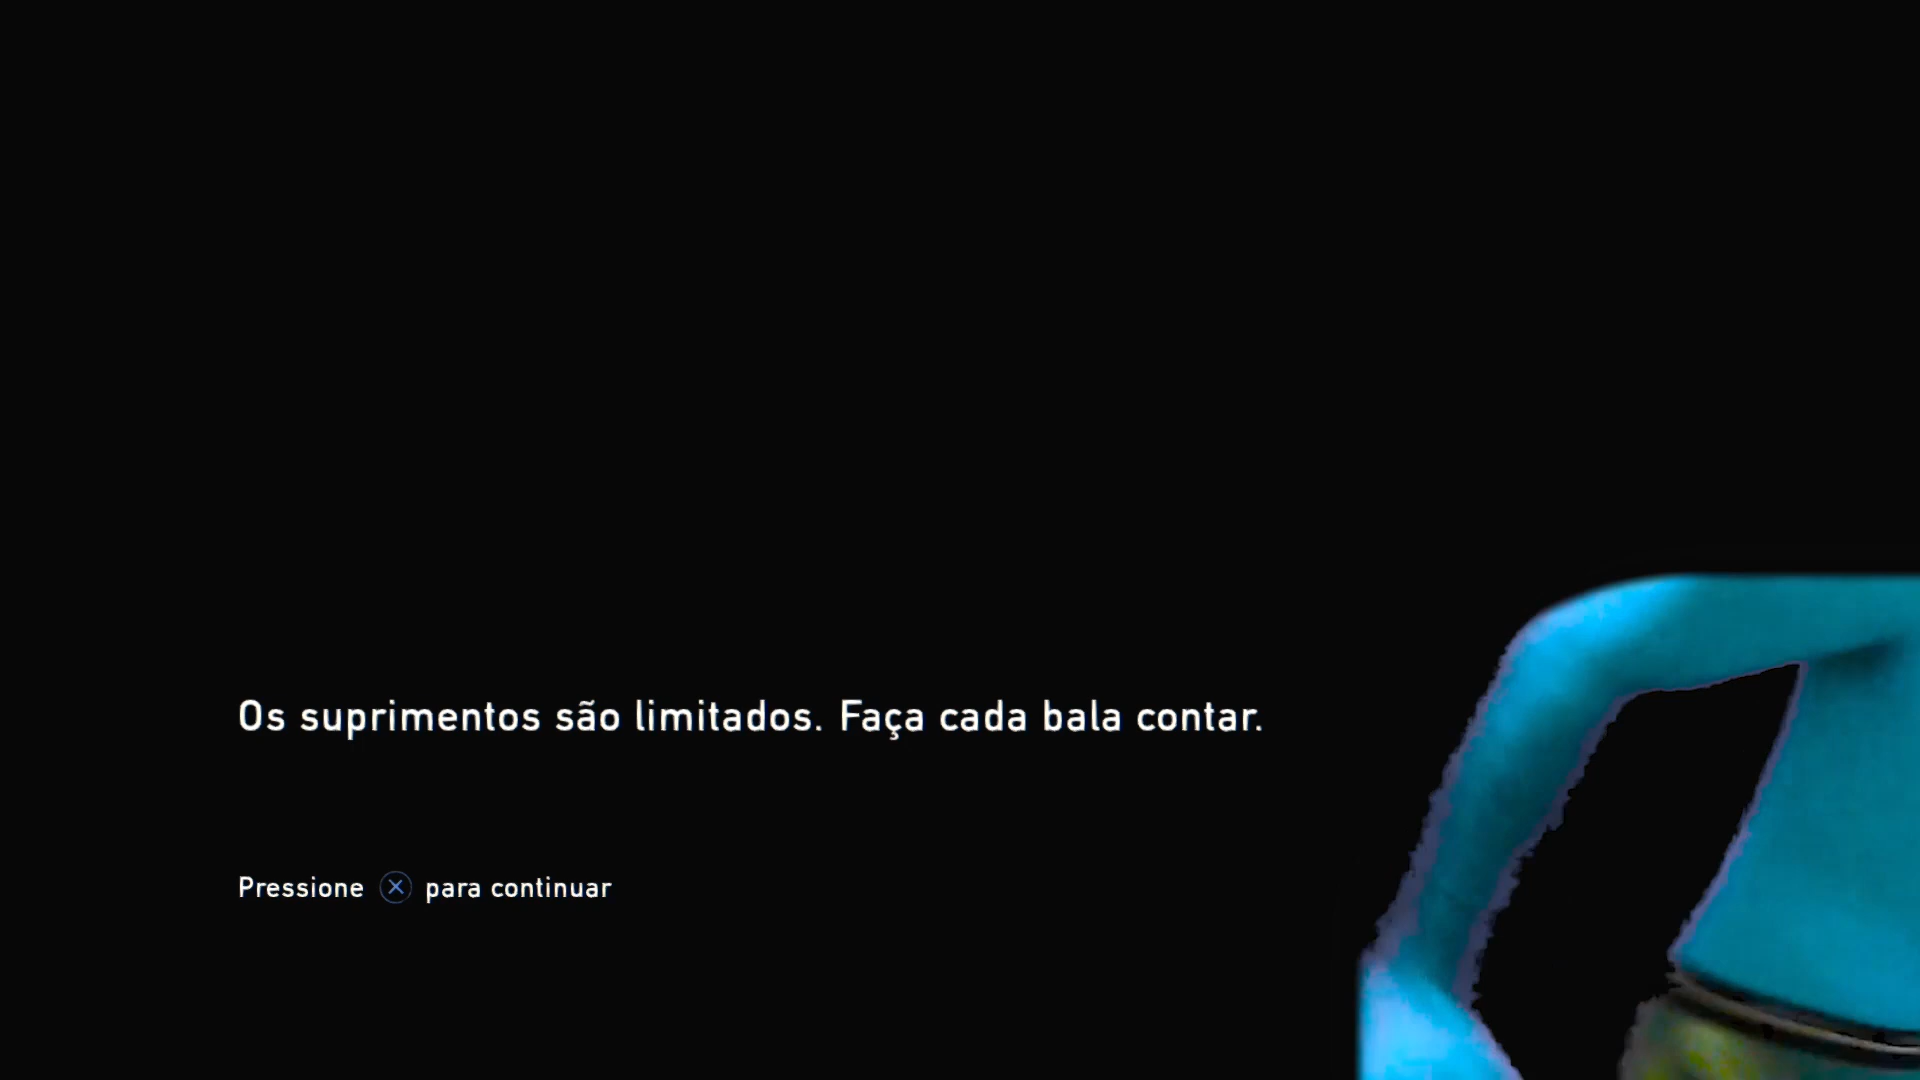 Os suprimentos são limitados. Faça cada bala contar.
Pressione para continuar